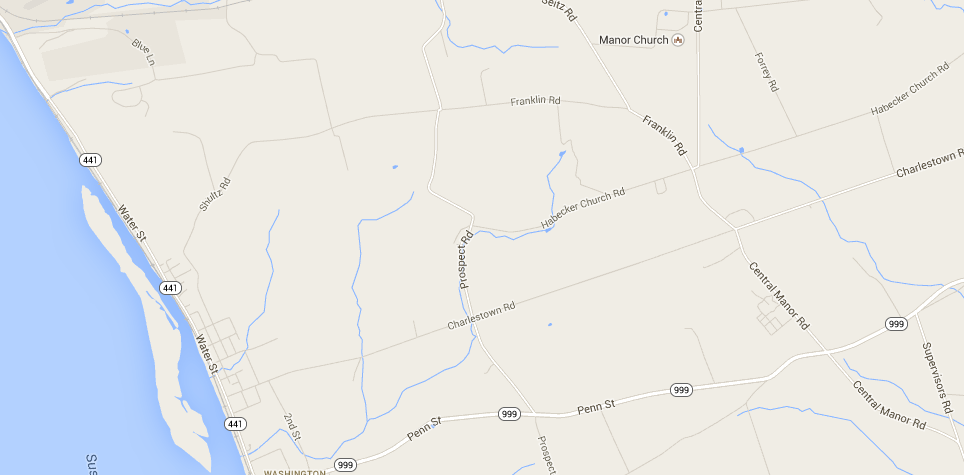 Seitz Rd
Central
Manor Church
Blue Ln
Forrey Rd
Habecker Church Rd
Franklin Rd
Franklin Rd
441
Charlestown R
Shultz Rd
Habecker Church Rd
Water St
Prospect Rd
441
Central Manor Rd
Charlestown Rd
999
Water St
Supervisors Rd
999
Central Manor Rd
Penn St
999
441
2nd St
Penn St
Prospect
Sus
999
WASHINGTON